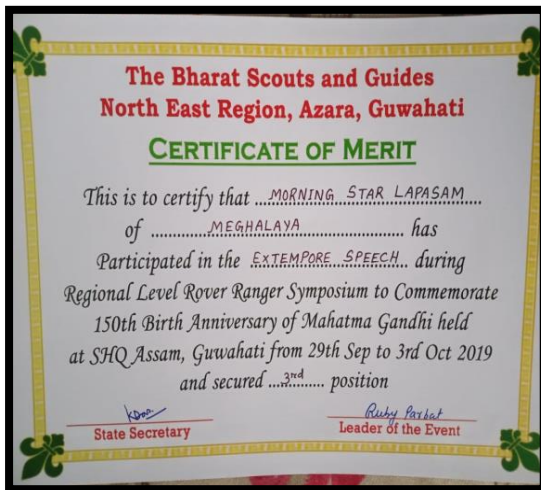 The Bharat Scouts and Guides
North East Region, Azara, Guwahati
CERTIFICATE OF MERIT
This is to certify that ...MORNING STAR LAPASAM...
of ...MEGHALAYA... has
Participated in the EXTEMPORE SPEECH... during
Regional Level Rover Ranger Symposium to Commemorate
150th Birth Anniversary of Mahatma Gandhi held
at SHQ Assam, Guwahati from 29th Sep to 3rd Oct 2019
and secured ...3rd... position
Ruby Parbat
State Secretary Leader of the Event